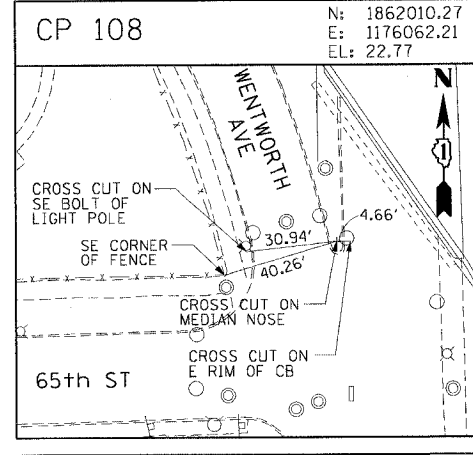 CP 108
N: 1862010.27
E: 1176062.21
EL: 22.77
N
1
WENTWORTH
AVE
CROSS CUT ON
SE BOLT OF
LIGHT POLE
4.66'
30.94'
SE CORNER
OF FENCE
40.26'
CROSS CUT ON
MEDIAN NOSE
CROSS CUT ON
E RIM OF CB
65th ST